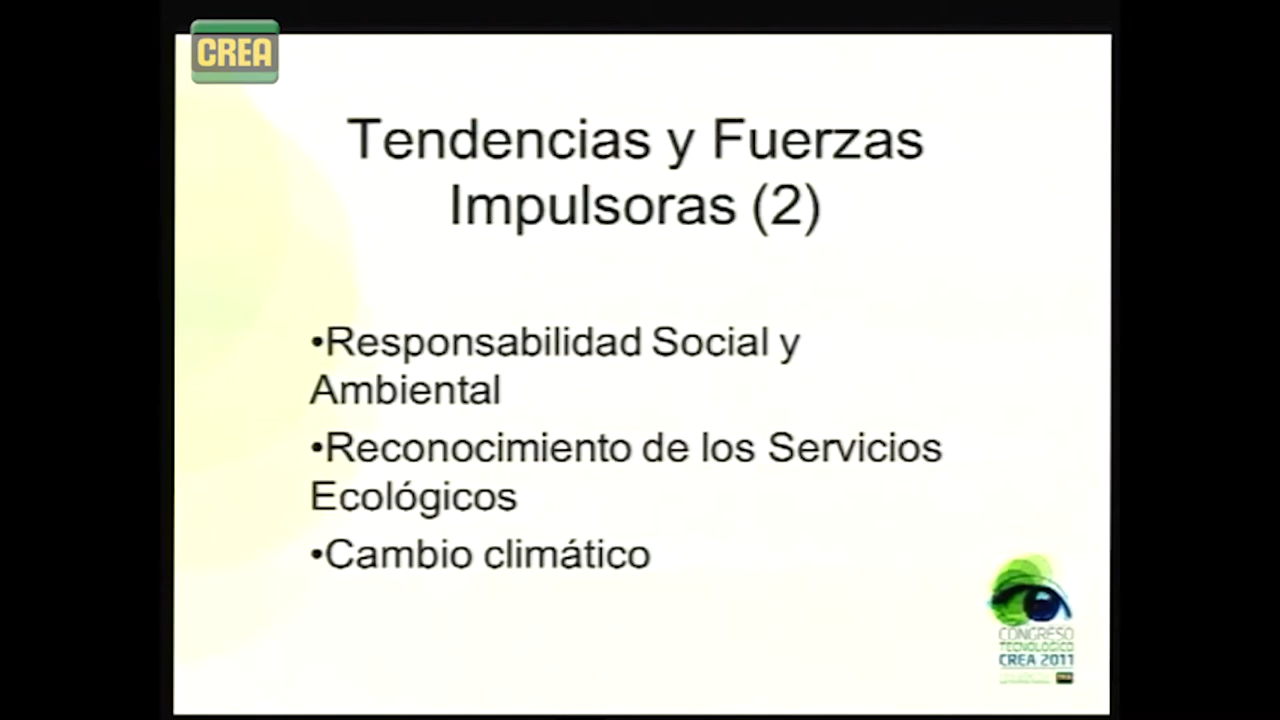 CREA
Tendencias y Fuerzas
Impulsoras (2)
•Responsabilidad Social y
Ambiental
•Reconocimiento de los Servicios
Ecológicos
•Cambio climático
CONGRESO
TECNOLÓGICO
CREA 2011
CREA